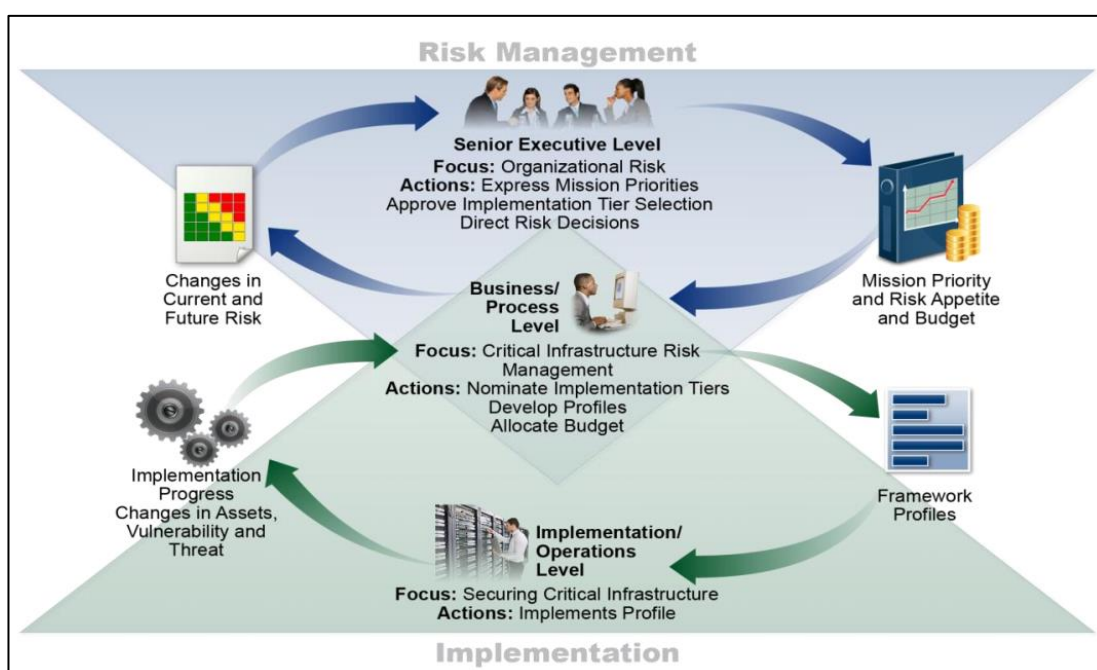 Risk Management
Senior Executive Level
Focus: Organizational Risk
Actions: Express Mission Priorities
Approve Implementation Tier Selection
Direct Risk Decisions
Changes in
Current and
Future Risk
Mission Priority
and Risk Appetite
and Budget
Business/
Process
Level
Focus: Critical Infrastructure Risk
Management
Actions: Nominate Implementation Tiers
Develop Profiles
Allocate Budget
Implementation
Progress
Changes in Assets,
Vulnerability and
Threat
Framework
Profiles
Implementation/
Operations
Level
Focus: Securing Critical Infrastructure
Actions: Implements Profile
Implementation